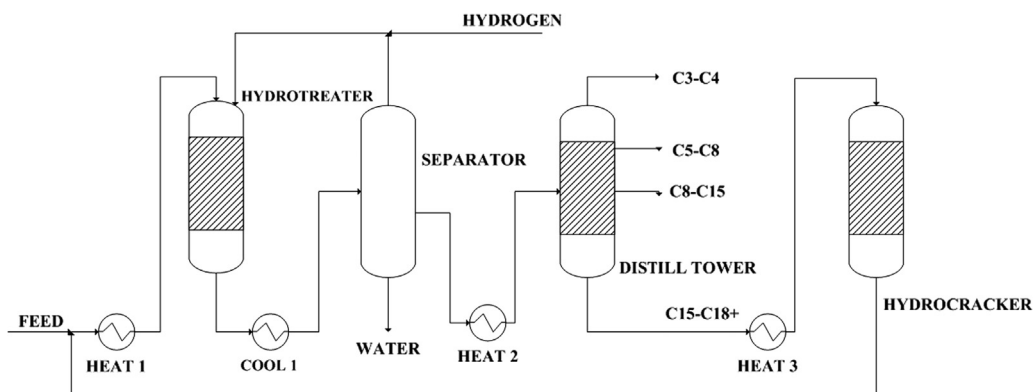 HYDROGEN
C3-C4
HYDROTREATER
SEPARATOR
C5-C8
C8-C15
DISTILL TOWER
HYDROCRACKER
C15-C18+
FEED
WATER
HEAT 1
COOL 1
HEAT 2
HEAT 3